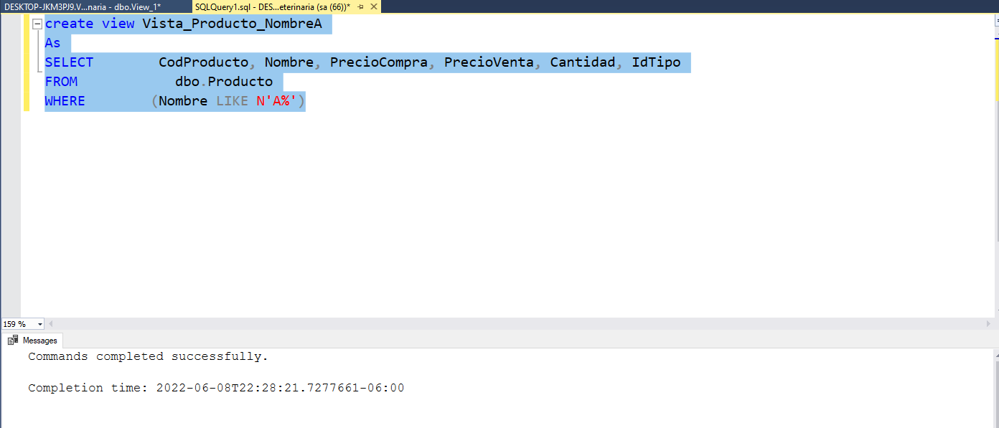 DESKTOP-JKM3PJ9.V...naria - dbo.View_1* SQLQuery1.sql - DES...eterinaria (sa (66))*
create view Vista_Producto_NombreA
As
SELECT CodProducto, Nombre, PrecioCompra, PrecioVenta, Cantidad, IdTipo
FROM dbo.Producto
WHERE (Nombre LIKE N'A%')
159 %
Messages
Commands completed successfully.
Completion time: 2022-06-08T22:28:21.7277661-06:00